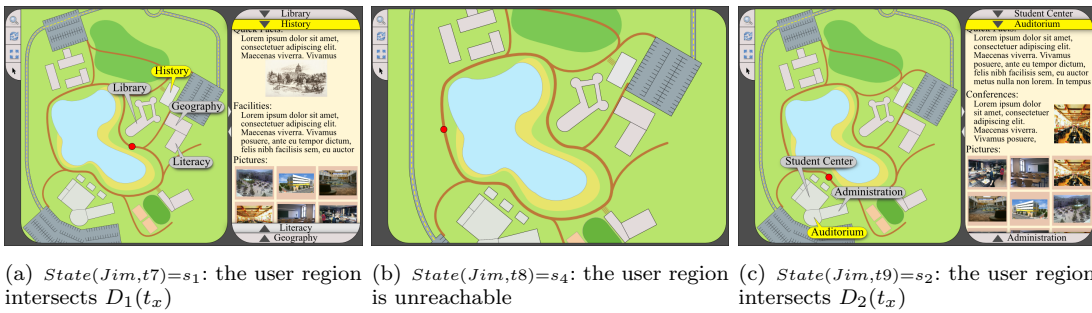 Library
History
Quick Facts:
Lorem ipsum dolor sit amet,
consectetuer adipiscing elit.
Maecenas viverra. Vivamus
Facilities:
Lorem ipsum dolor sit amet,
consectetuer adipiscing elit.
Maecenas viverra. Vivamus
posuere, ante eu tempor dictum,
felis nibh facilisis sem, eu auctor
Pictures:
Literacy
Geography
History
Library
Geography
Literacy
Student Center
Auditorium
Quick Facts:
Lorem ipsum dolor sit amet,
consectetuer adipiscing elit.
Maecenas viverra. Vivamus
posuere, ante eu tempor dictum,
felis nibh facilisis sem, eu auctor
metus nulla non lorem. In tempus
Conferences:
Lorem ipsum dolor
sit amet, consectetuer
adipiscing elit.
Maecenas viverra.
Vivamus posuere,
Pictures:
Administration
Student Center
Administration
Auditorium
(a) State(Jim,t7)=s₁: the user region
intersects D₁(tₓ)
(b) State(Jim,t8)=s₄: the user region
is unreachable
(c) State(Jim,t9)=s₂: the user region
intersects D₂(tₓ)